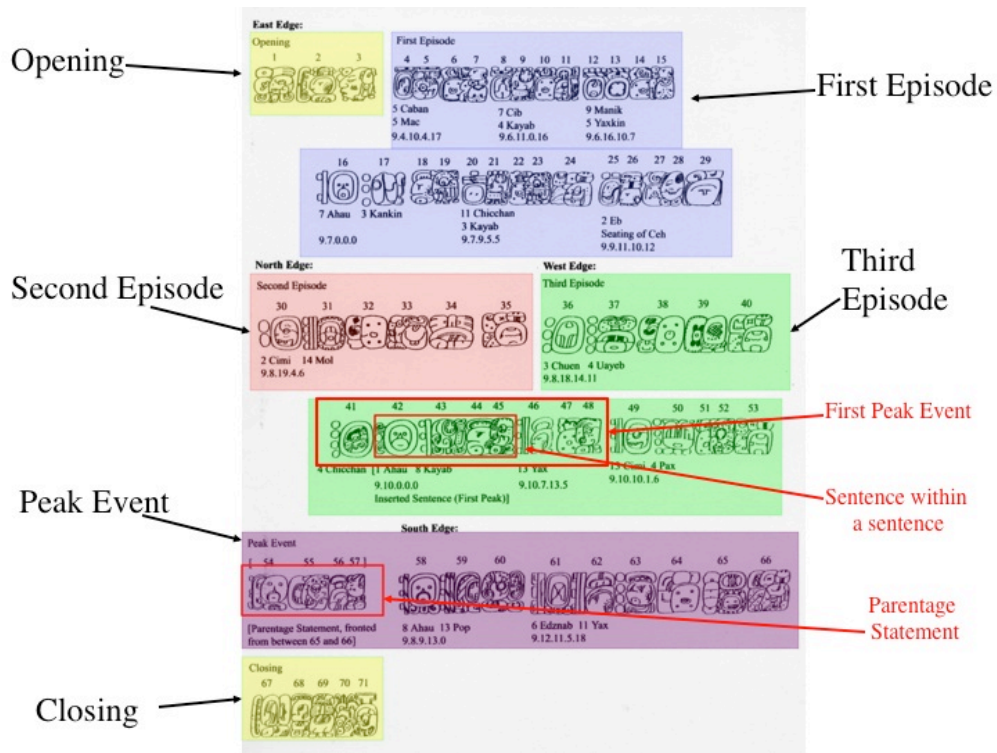 East Edge:
Opening
Opening
1 2 3
First Episode
4 5 6 7 8 9 10 11 12 13 14 15
5 Caban 7 Cib 9 Manik
5 Mac 4 Kayab 5 Yaxkin
9.4.10.4.17 9.6.11.0.16 9.6.16.10.7
First Episode
16 17 18 19 20 21 22 23 24 25 26 27 28 29
7 Ahau 3 Kankin 11 Chicchan
3 Kayab 2 Eb
Seating of Ceh
9.7.0.0.0 9.7.9.5.5 9.9.11.10.12
North Edge:
Second Episode
Second Episode
30 31 32 33 34 35
2 Cimi 14 Mol
9.8.19.4.6
West Edge:
Third Episode
36 37 38 39 40
3 Chuen 4 Uayeb
9.8.18.14.11
Third
Episode
41 42 43 44 45 46 47 48 49 50 51 52 53
4 Chicchan [1 Ahau 8 Kayab 13 Yax 13 Cimi 4 Pax
9.10.0.0.0 9.10.7.13.5 9.10.10.1.6
Inserted Sentence (First Peak)]
First Peak Event
Sentence within
a sentence
South Edge:
Peak Event
Peak Event
[ 54 55 56 57 ] 58 59 60 61 62 63 64 65 66
[Parentage Statement, fronted
from between 65 and 66]
8 Ahau 13 Pop 6 Edznab 11 Yax
9.8.9.13.0 9.12.11.5.18
Parentage
Statement
Closing
Closing
67 68 69 70 71